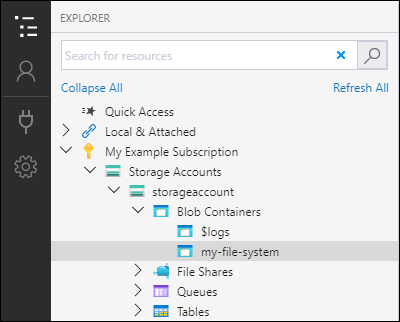 EXPLORER
Search for resources
Collapse All Refresh All
Quick Access
Local & Attached
My Example Subscription
Storage Accounts
storageaccount
Blob Containers
$logs
my-file-system
File Shares
Queues
Tables